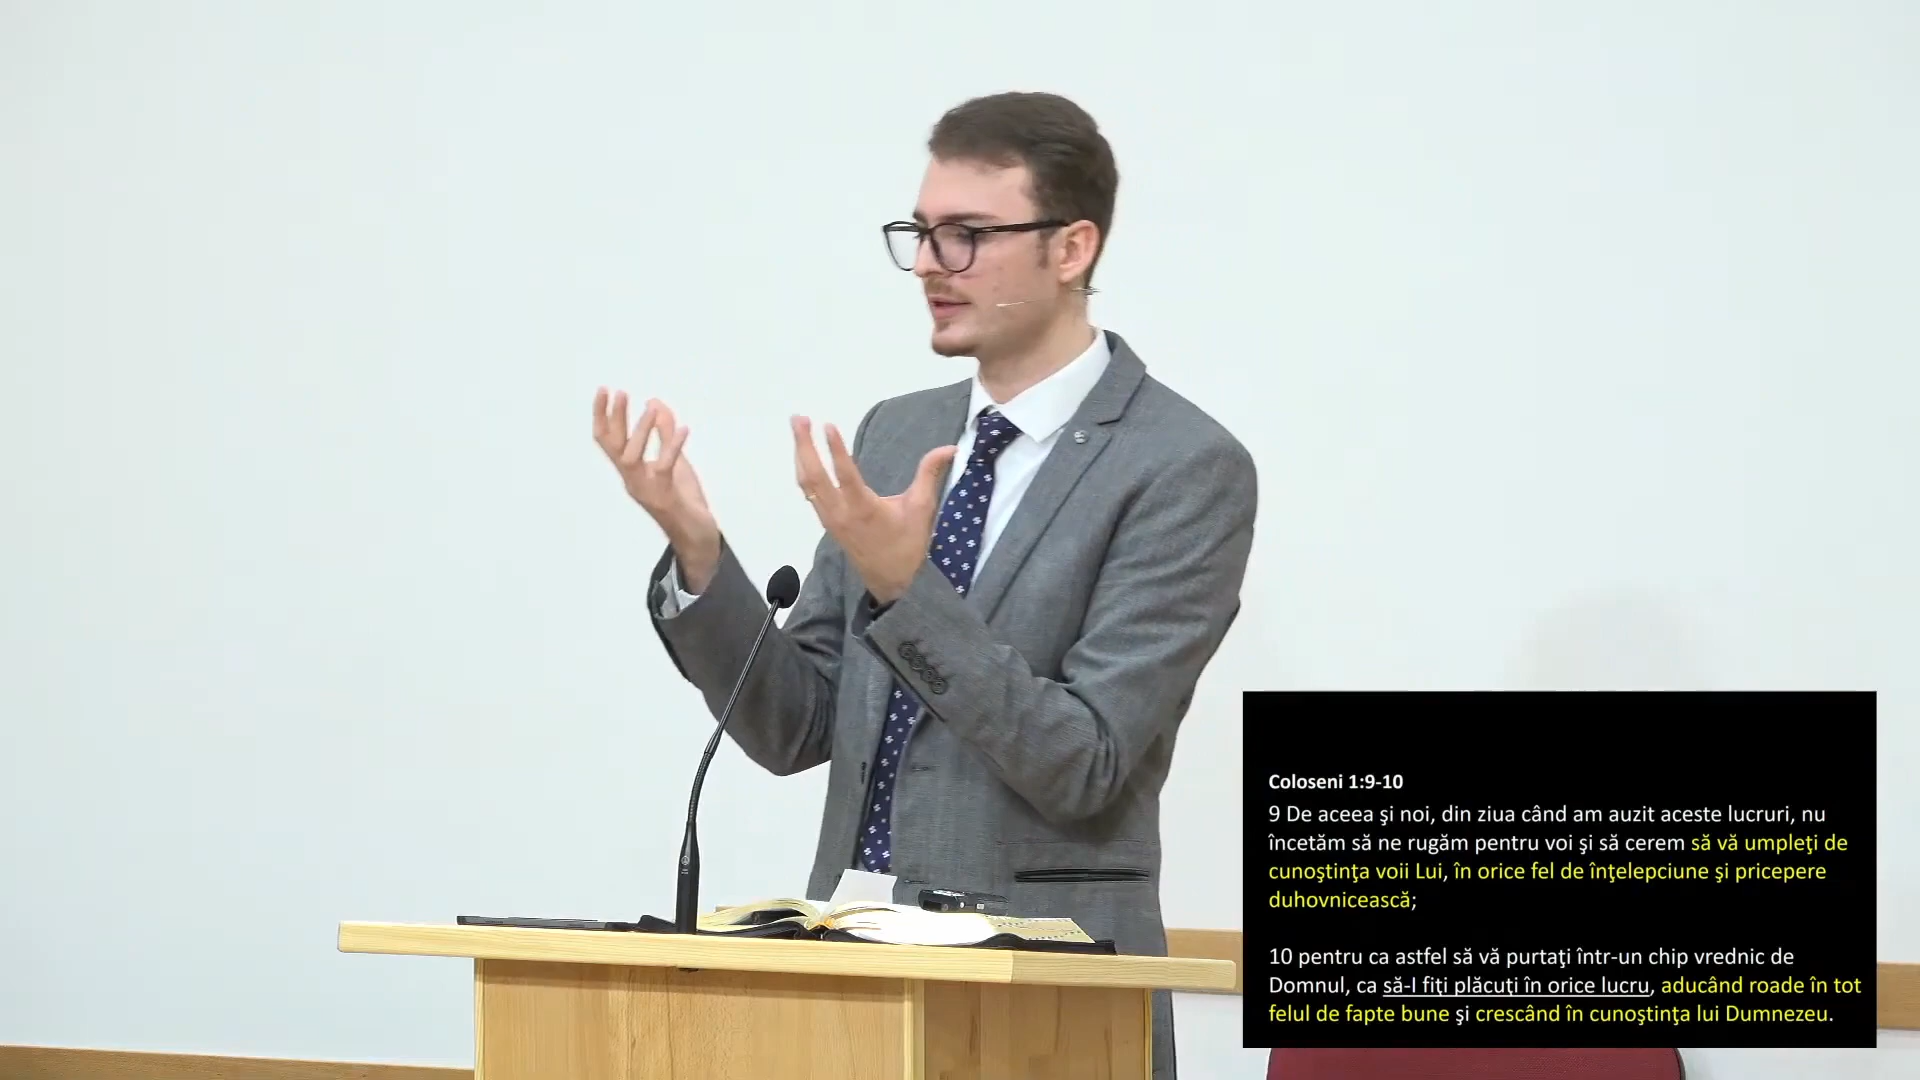 Coloseni 1:9-10
9 De aceea şi noi, din ziua când am auzit aceste lucruri, nu
încetăm să ne rugăm pentru voi şi să cerem să vă umpleţi de
cunoştinţa voii Lui, în orice fel de înţelepciune şi pricepere
duhovnicească;
10 pentru ca astfel să vă purtaţi într-un chip vrednic de
Domnul, ca să-I fiţi plăcuţi în orice lucru, aducând roade în tot
felul de fapte bune şi crescând în cunoştinţa lui Dumnezeu.